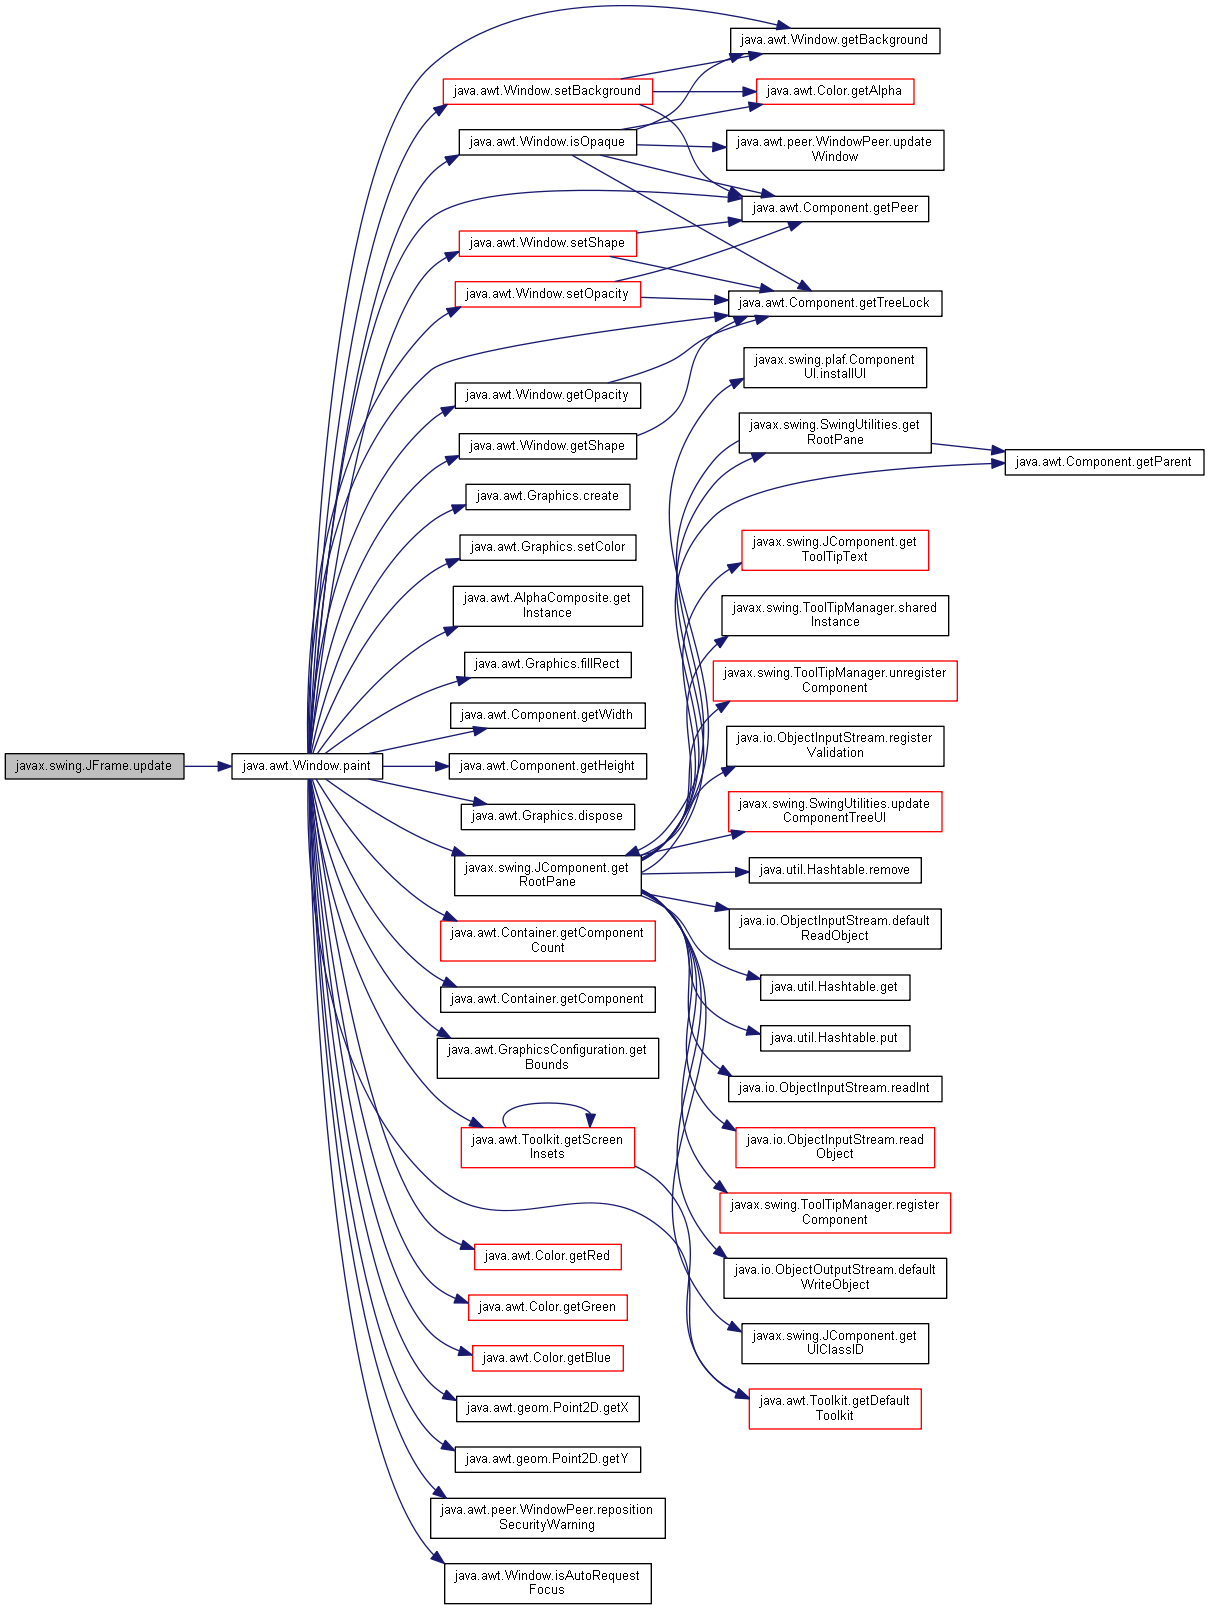 javax.swing.JFrame.update
java.awt.Window.paint
java.awt.Window.setBackground
java.awt.Window.isOpaque
java.awt.Window.setShape
java.awt.Window.setOpacity
java.awt.Window.getOpacity
java.awt.Window.getShape
java.awt.Graphics.create
java.awt.Graphics.setColor
java.awt.AlphaComposite.get
Instance
java.awt.Graphics.fillRect
java.awt.Component.getWidth
java.awt.Component.getHeight
java.awt.Graphics.dispose
javax.swing.JComponent.get
RootPane
java.awt.Container.getComponent
Count
java.awt.Container.getComponent
java.awt.GraphicsConfiguration.get
Bounds
java.awt.Toolkit.getScreen
Insets
java.awt.Color.getRed
java.awt.Color.getGreen
java.awt.Color.getBlue
java.awt.geom.Point2D.getX
java.awt.geom.Point2D.getY
java.awt.peer.WindowPeer.reposition
SecurityWarning
java.awt.Window.isAutoRequest
Focus
java.awt.Window.getBackground
java.awt.Color.getAlpha
java.awt.peer.WindowPeer.update
Window
java.awt.Component.getPeer
java.awt.Component.getTreeLock
javax.swing.plaf.Component
UI.installUI
javax.swing.SwingUtilities.get
RootPane
javax.swing.JComponent.get
ToolTipText
javax.swing.ToolTipManager.shared
Instance
javax.swing.ToolTipManager.unregister
Component
java.io.ObjectInputStream.register
Validation
javax.swing.SwingUtilities.update
ComponentTreeUI
java.util.Hashtable.remove
java.io.ObjectInputStream.default
ReadObject
java.util.Hashtable.get
java.util.Hashtable.put
java.io.ObjectInputStream.readInt
java.io.ObjectInputStream.read
Object
javax.swing.ToolTipManager.register
Component
java.io.ObjectOutputStream.default
WriteObject
javax.swing.JComponent.get
UIClassID
java.awt.Toolkit.getDefault
Toolkit
java.awt.Component.getParent